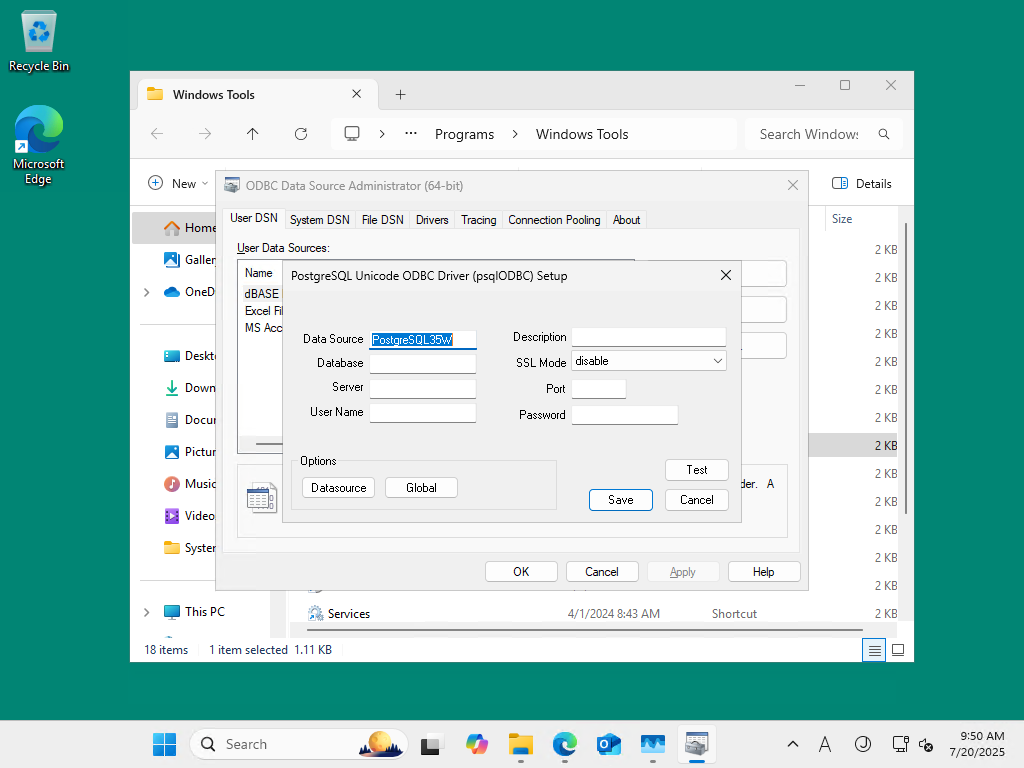 Recycle Bin
Microsoft
Edge
Windows Tools
Programs
Windows Tools
Search Windows
New
Details
ODBC Data Source Administrator (64-bit)
User DSN
System DSN
File DSN
Drivers
Tracing
Connection Pooling
About
User Data Sources:
Name
dBASE
Excel Fil
MS Acc
PostgreSQL Unicode ODBC Driver (psqlODBC) Setup
Data Source
PostgreSQL35W
Description
Database
SSL Mode
disable
Server
Port
User Name
Password
Options
Datasource
Global
Test
Save
Cancel
der. A
OK
Cancel
Apply
Help
Home
Gallery
OneD
Deskt
Down
Docur
Pictur
Music
Video
System
This PC
Size
2 KB
2 KB
2 KB
2 KB
2 KB
2 KB
2 KB
2 KB
2 KB
2 KB
2 KB
2 KB
2 KB
Services
4/1/2024 8:43 AM
Shortcut
2 KB
18 items
1 item selected 1.11 KB
Search
9:50 AM
7/20/2025